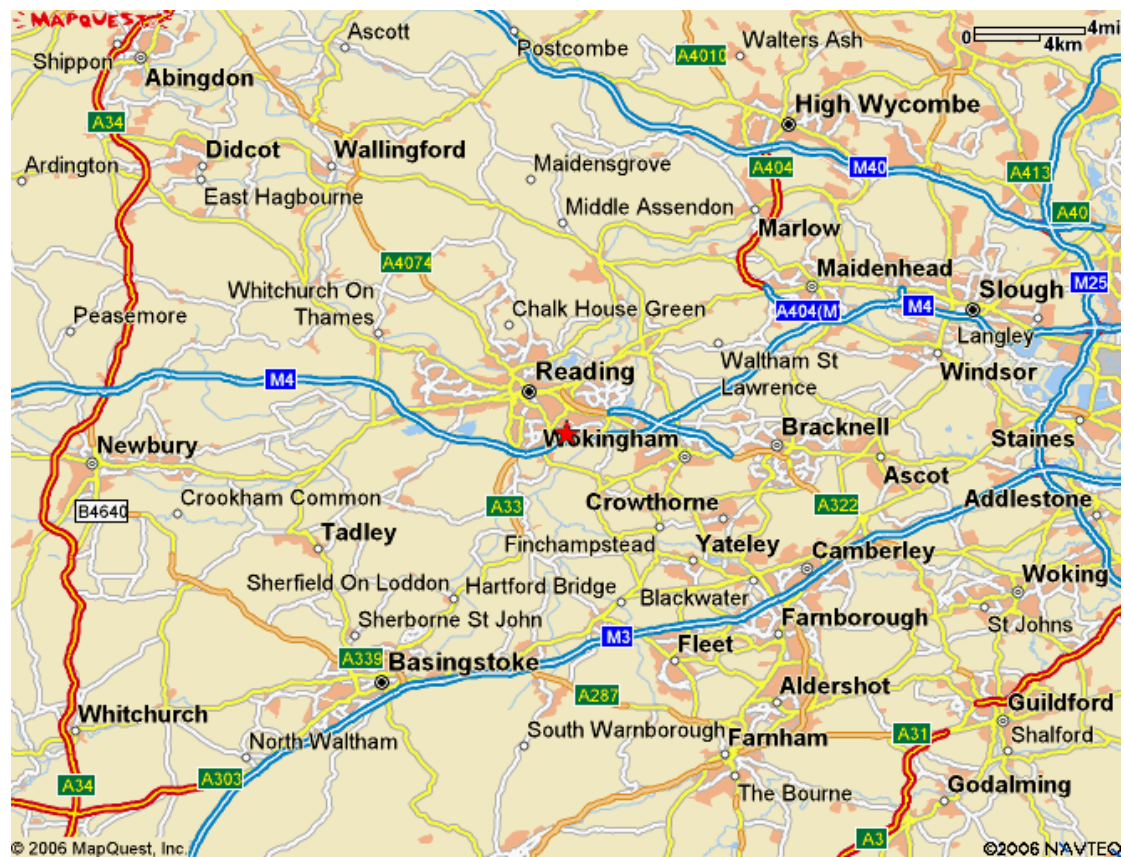 MAPQUEST
Ascott
Postcombe
A4010
Walters Ash
0
4mi
4km
Shippon
Abingdon
High Wycombe
A34
Didcot
Wallingford
Maidensgrove
A404
M40
A413
Ardington
East Hagbourne
Middle Assendon
Marlow
A40
A4074
Maidenhead
M25
Whitchurch On
Thames
Chalk House Green
A404(M
M4
Slough
Peasemore
Langley
Waltham St
Lawrence
Windsor
M4
Reading
Newbury
Wokingham
Bracknell
Staines
Ascot
Crookham Common
A33
Crowthorne
A322
Addlestone
B4640
Tadley
Finchampstead
Yateley
Camberley
Sherfield On Loddon
Hartford Bridge
Blackwater
Woking
Sherborne St John
M3
Farnborough
St Johns
A339
Basingstoke
Fleet
A287
Aldershot
Whitchurch
Guildford
North Waltham
South Warnborough
Farnham
A31
Shalford
A34
A303
The Bourne
Godalming
A3
© 2006 MapQuest, Inc.
©2006 NAVTEQ